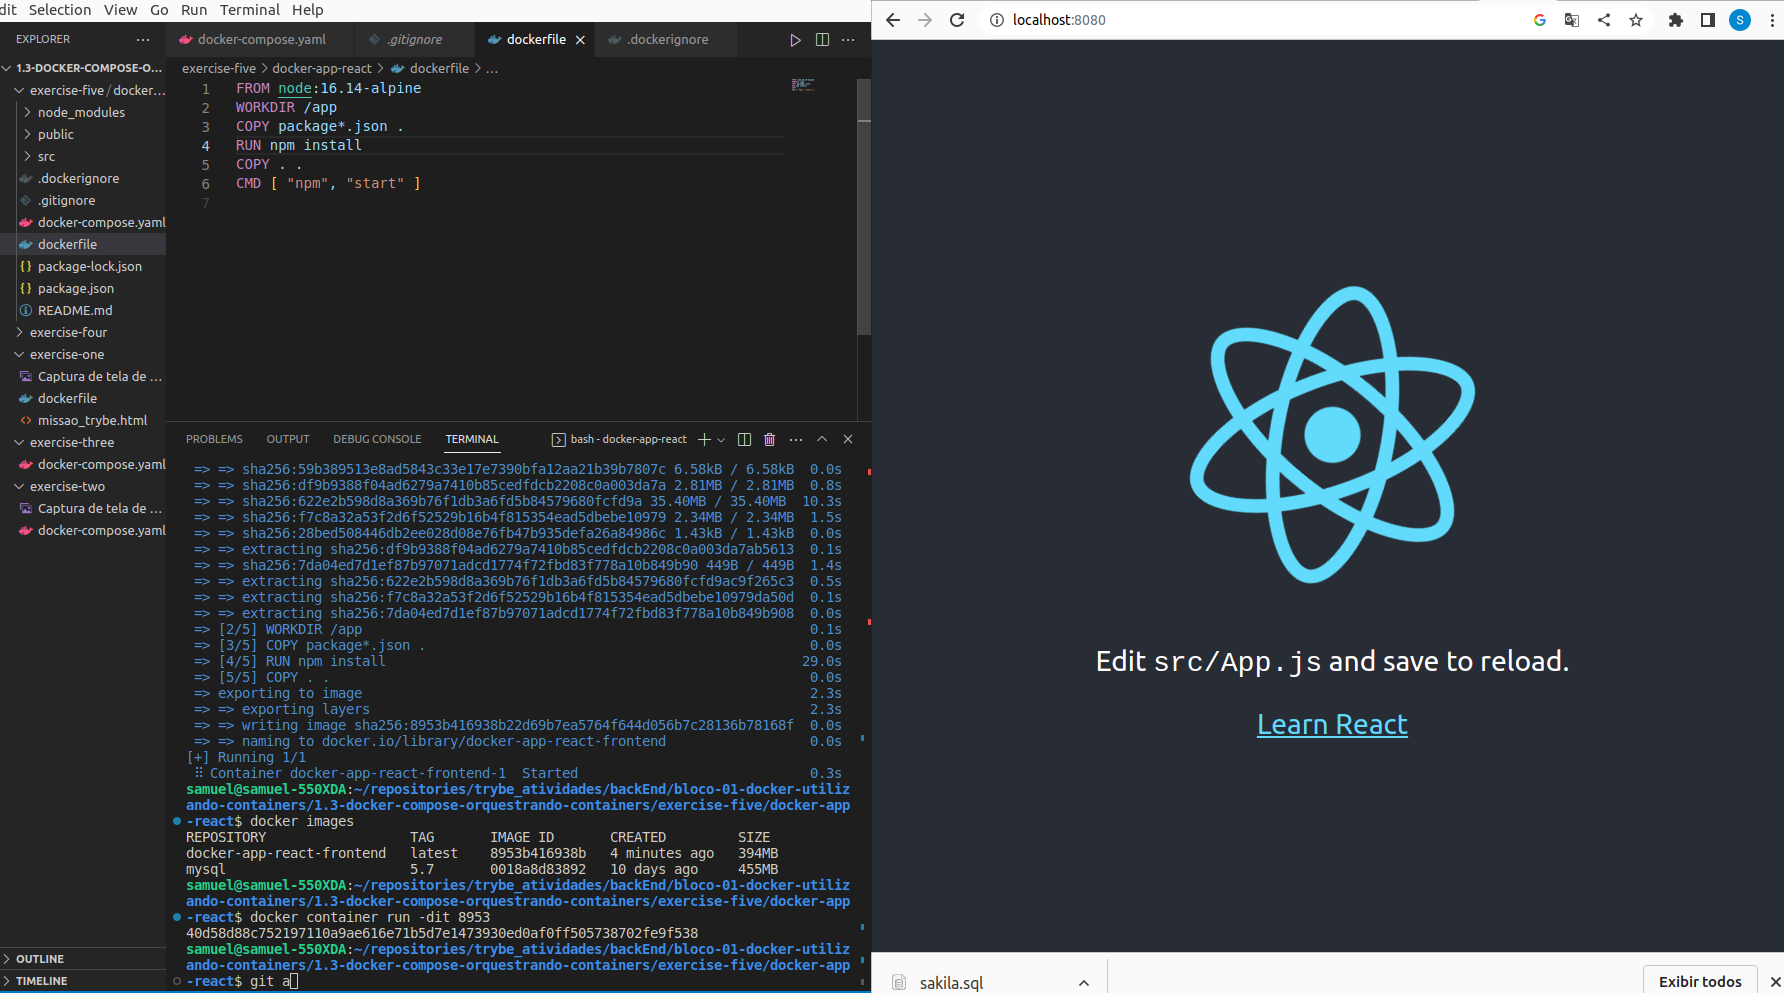 dit Selection View Go Run Terminal Help
EXPLORER
1.3-DOCKER-COMPOSE-O...
exercise-five / docker...
node_modules
public
src
.dockerignore
.gitignore
docker-compose.yaml
dockerfile
package-lock.json
package.json
README.md
exercise-four
exercise-one
Captura de tela de ...
dockerfile
missao_trybe.html
exercise-three
docker-compose.yaml
exercise-two
Captura de tela de ...
docker-compose.yaml
OUTLINE
TIMELINE
docker-compose.yaml .gitignore dockerfile .dockerignore
exercise-five > docker-app-react > dockerfile > ...
1 FROM node:16.14-alpine
2 WORKDIR /app
3 COPY package*.json .
4 RUN npm install
5 COPY . .
6 CMD [ "npm", "start" ]
7
PROBLEMS OUTPUT DEBUG CONSOLE TERMINAL bash - docker-app-react
=> => sha256:59b389513e8ad5843c33e17e7390bfa12aa21b39b7807c 6.58kB / 6.58kB 0.0s
=> => sha256:df9b9388f04ad6279a7410b85cedfdcb2208c0a003da7a 2.81MB / 2.81MB 0.8s
=> => sha256:622e2b598d8a369b76f1db3a6fd5b84579680fcfd9a 35.40MB / 35.40MB 10.3s
=> => sha256:f7c8a32a53f2d6f52529b16b4f815354ead5dbebe10979 2.34MB / 2.34MB 1.5s
=> => sha256:28bed508446db2ee028d08e76fb47b935defa26a84986c 1.43kB / 1.43kB 0.0s
=> => extracting sha256:df9b9388f04ad6279a7410b85cedfdcb2208c0a003da7ab5613 0.1s
=> => sha256:7da04ed7d1ef87b97071adcd1774f72fbd83f778a10b849b90 449B / 449B 1.4s
=> => extracting sha256:622e2b598d8a369b76f1db3a6fd5b84579680fcfd9ac9f265c3 0.5s
=> => extracting sha256:f7c8a32a53f2d6f52529b16b4f815354ead5dbebe10979da50d 0.1s
=> => extracting sha256:7da04ed7d1ef87b97071adcd1774f72fbd83f778a10b849b908 0.0s
=> [2/5] WORKDIR /app 0.1s
=> [3/5] COPY package*.json . 0.0s
=> [4/5] RUN npm install 29.0s
=> [5/5] COPY . . 0.0s
=> exporting to image 2.3s
=> => exporting layers 2.3s
=> => writing image sha256:8953b416938b22d69b7ea5764f644d056b7c28136b78168f 0.0s
=> => naming to docker.io/library/docker-app-react-frontend 0.0s
[+] Running 1/1
⠿ Container docker-app-react-frontend-1 Started 0.3s
samuel@samuel-550XDA:~/repositories/trybe_atividades/backEnd/bloco-01-docker-utiliz
ando-containers/1.3-docker-compose-orquestrando-containers/exercise-five/docker-app
-react$ docker images
REPOSITORY TAG IMAGE ID CREATED SIZE
docker-app-react-frontend latest 8953b416938b 4 minutes ago 394MB
mysql 5.7 0018a8d83892 10 days ago 455MB
samuel@samuel-550XDA:~/repositories/trybe_atividades/backEnd/bloco-01-docker-utiliz
ando-containers/1.3-docker-compose-orquestrando-containers/exercise-five/docker-app
-react$ docker container run -dit 8953
40d58d88c752197110a9ae616e71b5d7e1473930ed0af0ff505738702fe9f538
samuel@samuel-550XDA:~/repositories/trybe_atividades/backEnd/bloco-01-docker-utiliz
ando-containers/1.3-docker-compose-orquestrando-containers/exercise-five/docker-app
-react$ git a
localhost:8080
G
S
Edit src/App.js and save to reload.
Learn React
sakila.sql
Exibir todos